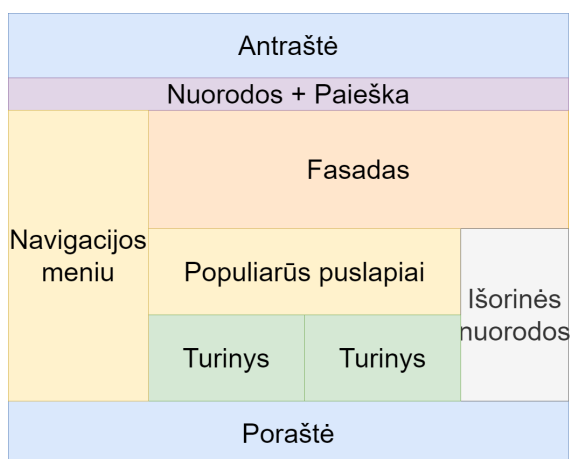 Antraštė
Nuorodos + Paieška
Fasadas
Navigacijos
meniu
Populiarūs puslapiai
Išorinės
nuorodos
Turinys
Turinys
Poraštė